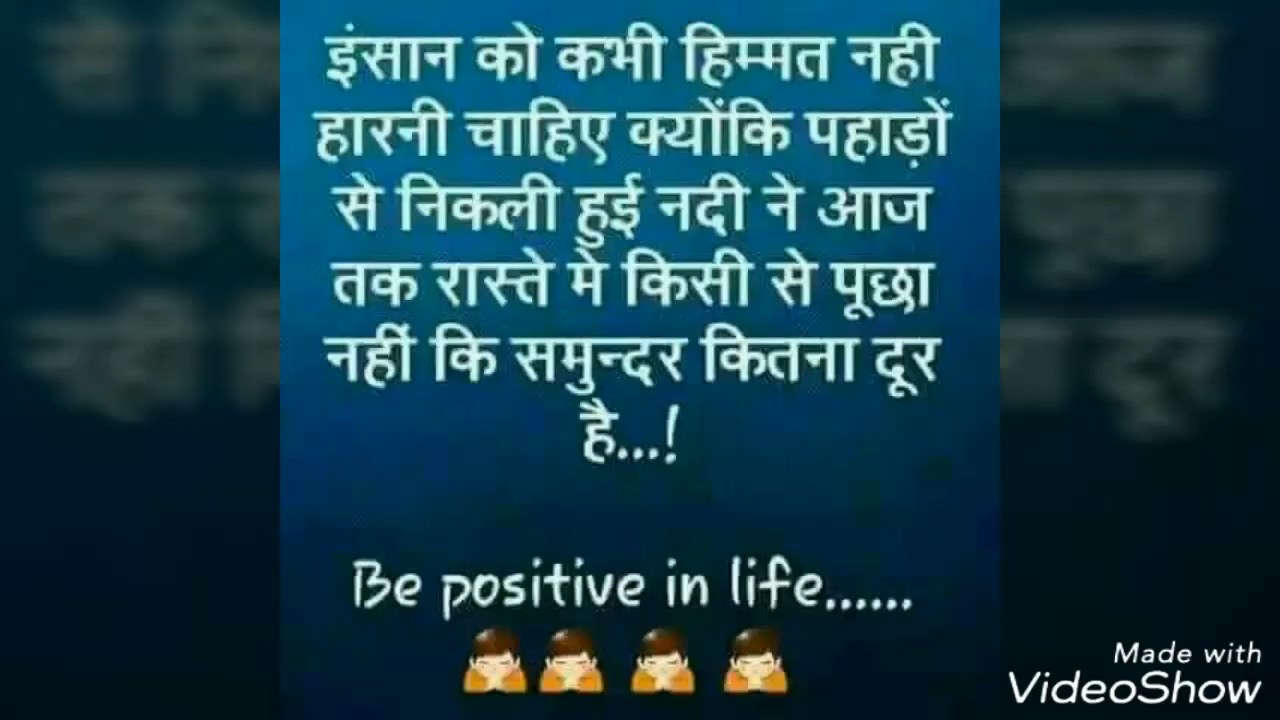 इंसान को कभी हिम्मत नही
हारनी चाहिए क्योंकि पहाड़ों
से निकली हुई नदी ने आज
तक रास्ते मे किसी से पूछा
नहीं कि समुन्दर कितना दूर
है...!
Be positive in life......
Made with
VideoShow